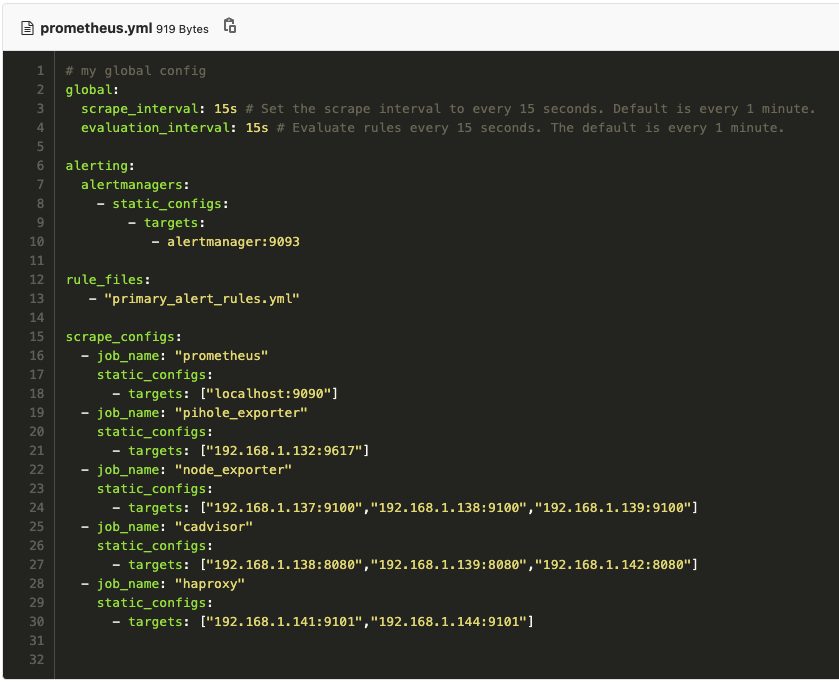 prometheus.yml 919 Bytes
1 # my global config
2 global:
3   scrape_interval: 15s # Set the scrape interval to every 15 seconds. Default is every 1 minute.
4   evaluation_interval: 15s # Evaluate rules every 15 seconds. The default is every 1 minute.
5
6 alerting:
7   alertmanagers:
8     - static_configs:
9         - targets:
10            - alertmanager:9093
11
12 rule_files:
13    - "primary_alert_rules.yml"
14
15 scrape_configs:
16   - job_name: "prometheus"
17     static_configs:
18       - targets: ["localhost:9090"]
19   - job_name: "pihole_exporter"
20     static_configs:
21       - targets: ["192.168.1.132:9617"]
22   - job_name: "node_exporter"
23     static_configs:
24       - targets: ["192.168.1.137:9100","192.168.1.138:9100","192.168.1.139:9100"]
25   - job_name: "cadvisor"
26     static_configs:
27       - targets: ["192.168.1.138:8080","192.168.1.139:8080","192.168.1.142:8080"]
28   - job_name: "haproxy"
29     static_configs:
30       - targets: ["192.168.1.141:9101","192.168.1.144:9101"]
31
32